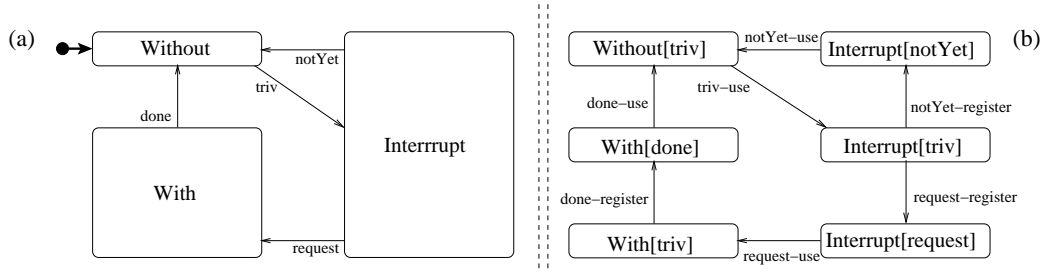 (a)
Without
notYet
triv
done
Interrrupt
With
request
(b)
Without[triv]
notYet–use
Interrupt[notYet]
triv–use
done–use
notYet–register
With[done]
Interrupt[triv]
done–register
request–register
With[triv]
request–use
Interrupt[request]